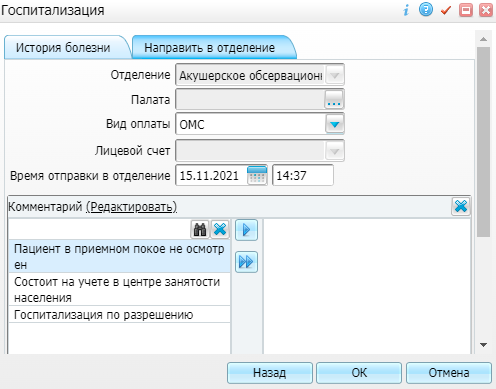 Госпитализация
История болезни
Направить в отделение
Отделение Акушерское обсервацион
Палата ...
Вид оплаты ОМС
Лицевой счет
Время отправки в отделение 15.11.2021 14:37
Комментарий (Редактировать)
Пациент в приемном покое не осмотр
ен
Состоит на учете в центре занятости
населения
Госпитализация по разрешению
Назад ОК Отмена